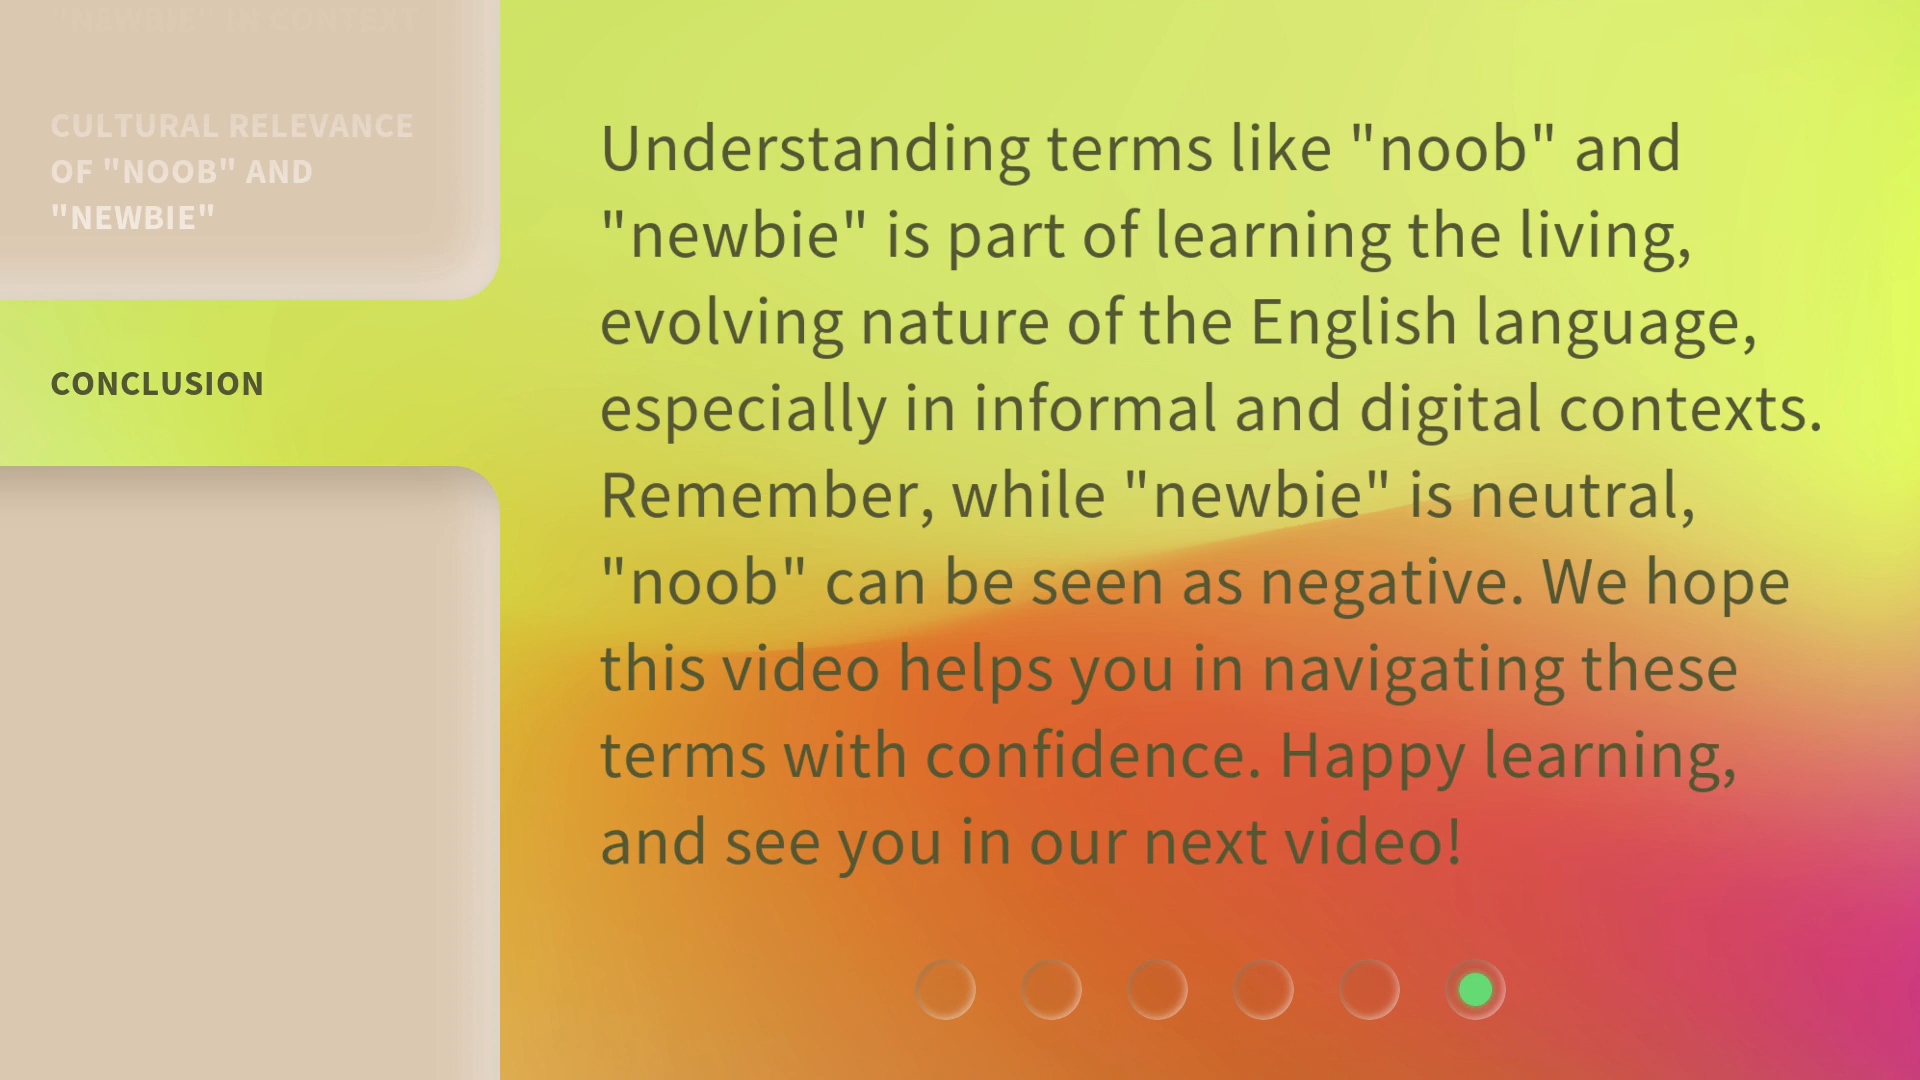 "NEWBIE" IN CONTEXT
CULTURAL RELEVANCE
OF "NOOB" AND
"NEWBIE"
CONCLUSION
Understanding terms like "noob" and
"newbie" is part of learning the living,
evolving nature of the English language,
especially in informal and digital contexts.
Remember, while "newbie" is neutral,
"noob" can be seen as negative. We hope
this video helps you in navigating these
terms with confidence. Happy learning,
and see you in our next video!